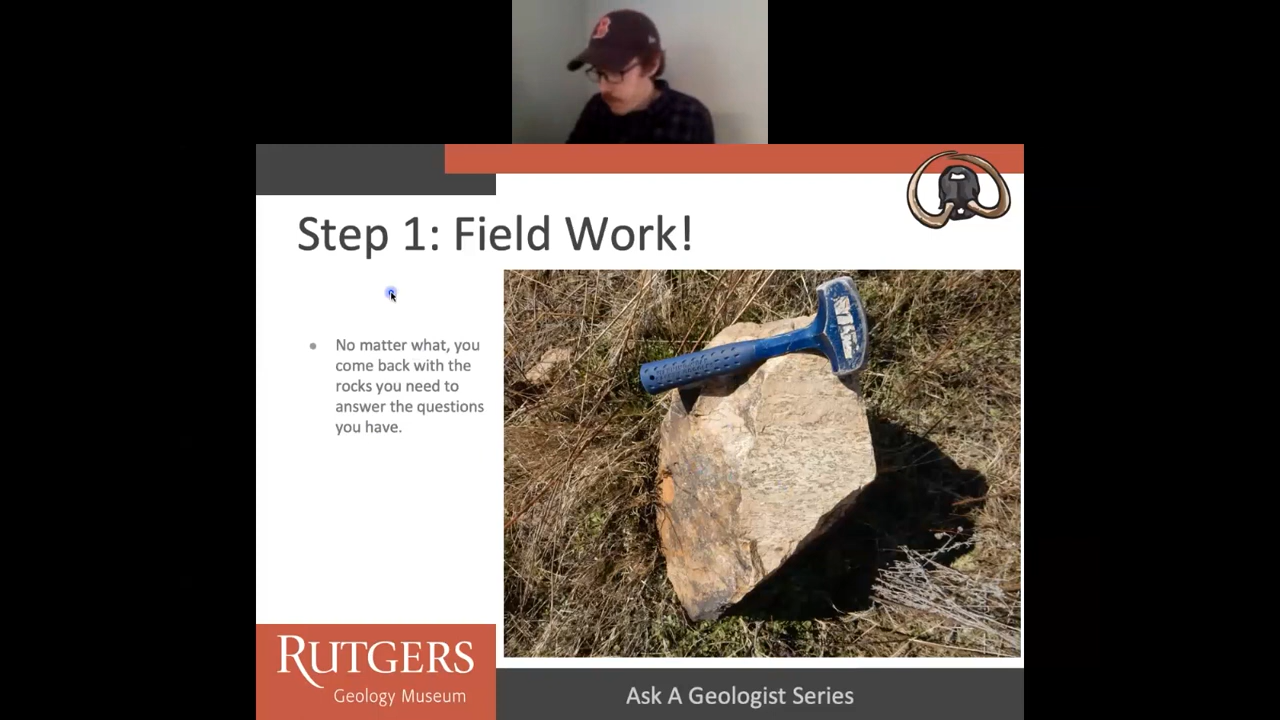 B
Step 1: Field Work!
No matter what, you
come back with the
rocks you need to
answer the questions
you have.
RUTGERS
Geology Museum
Ask A Geologist Series